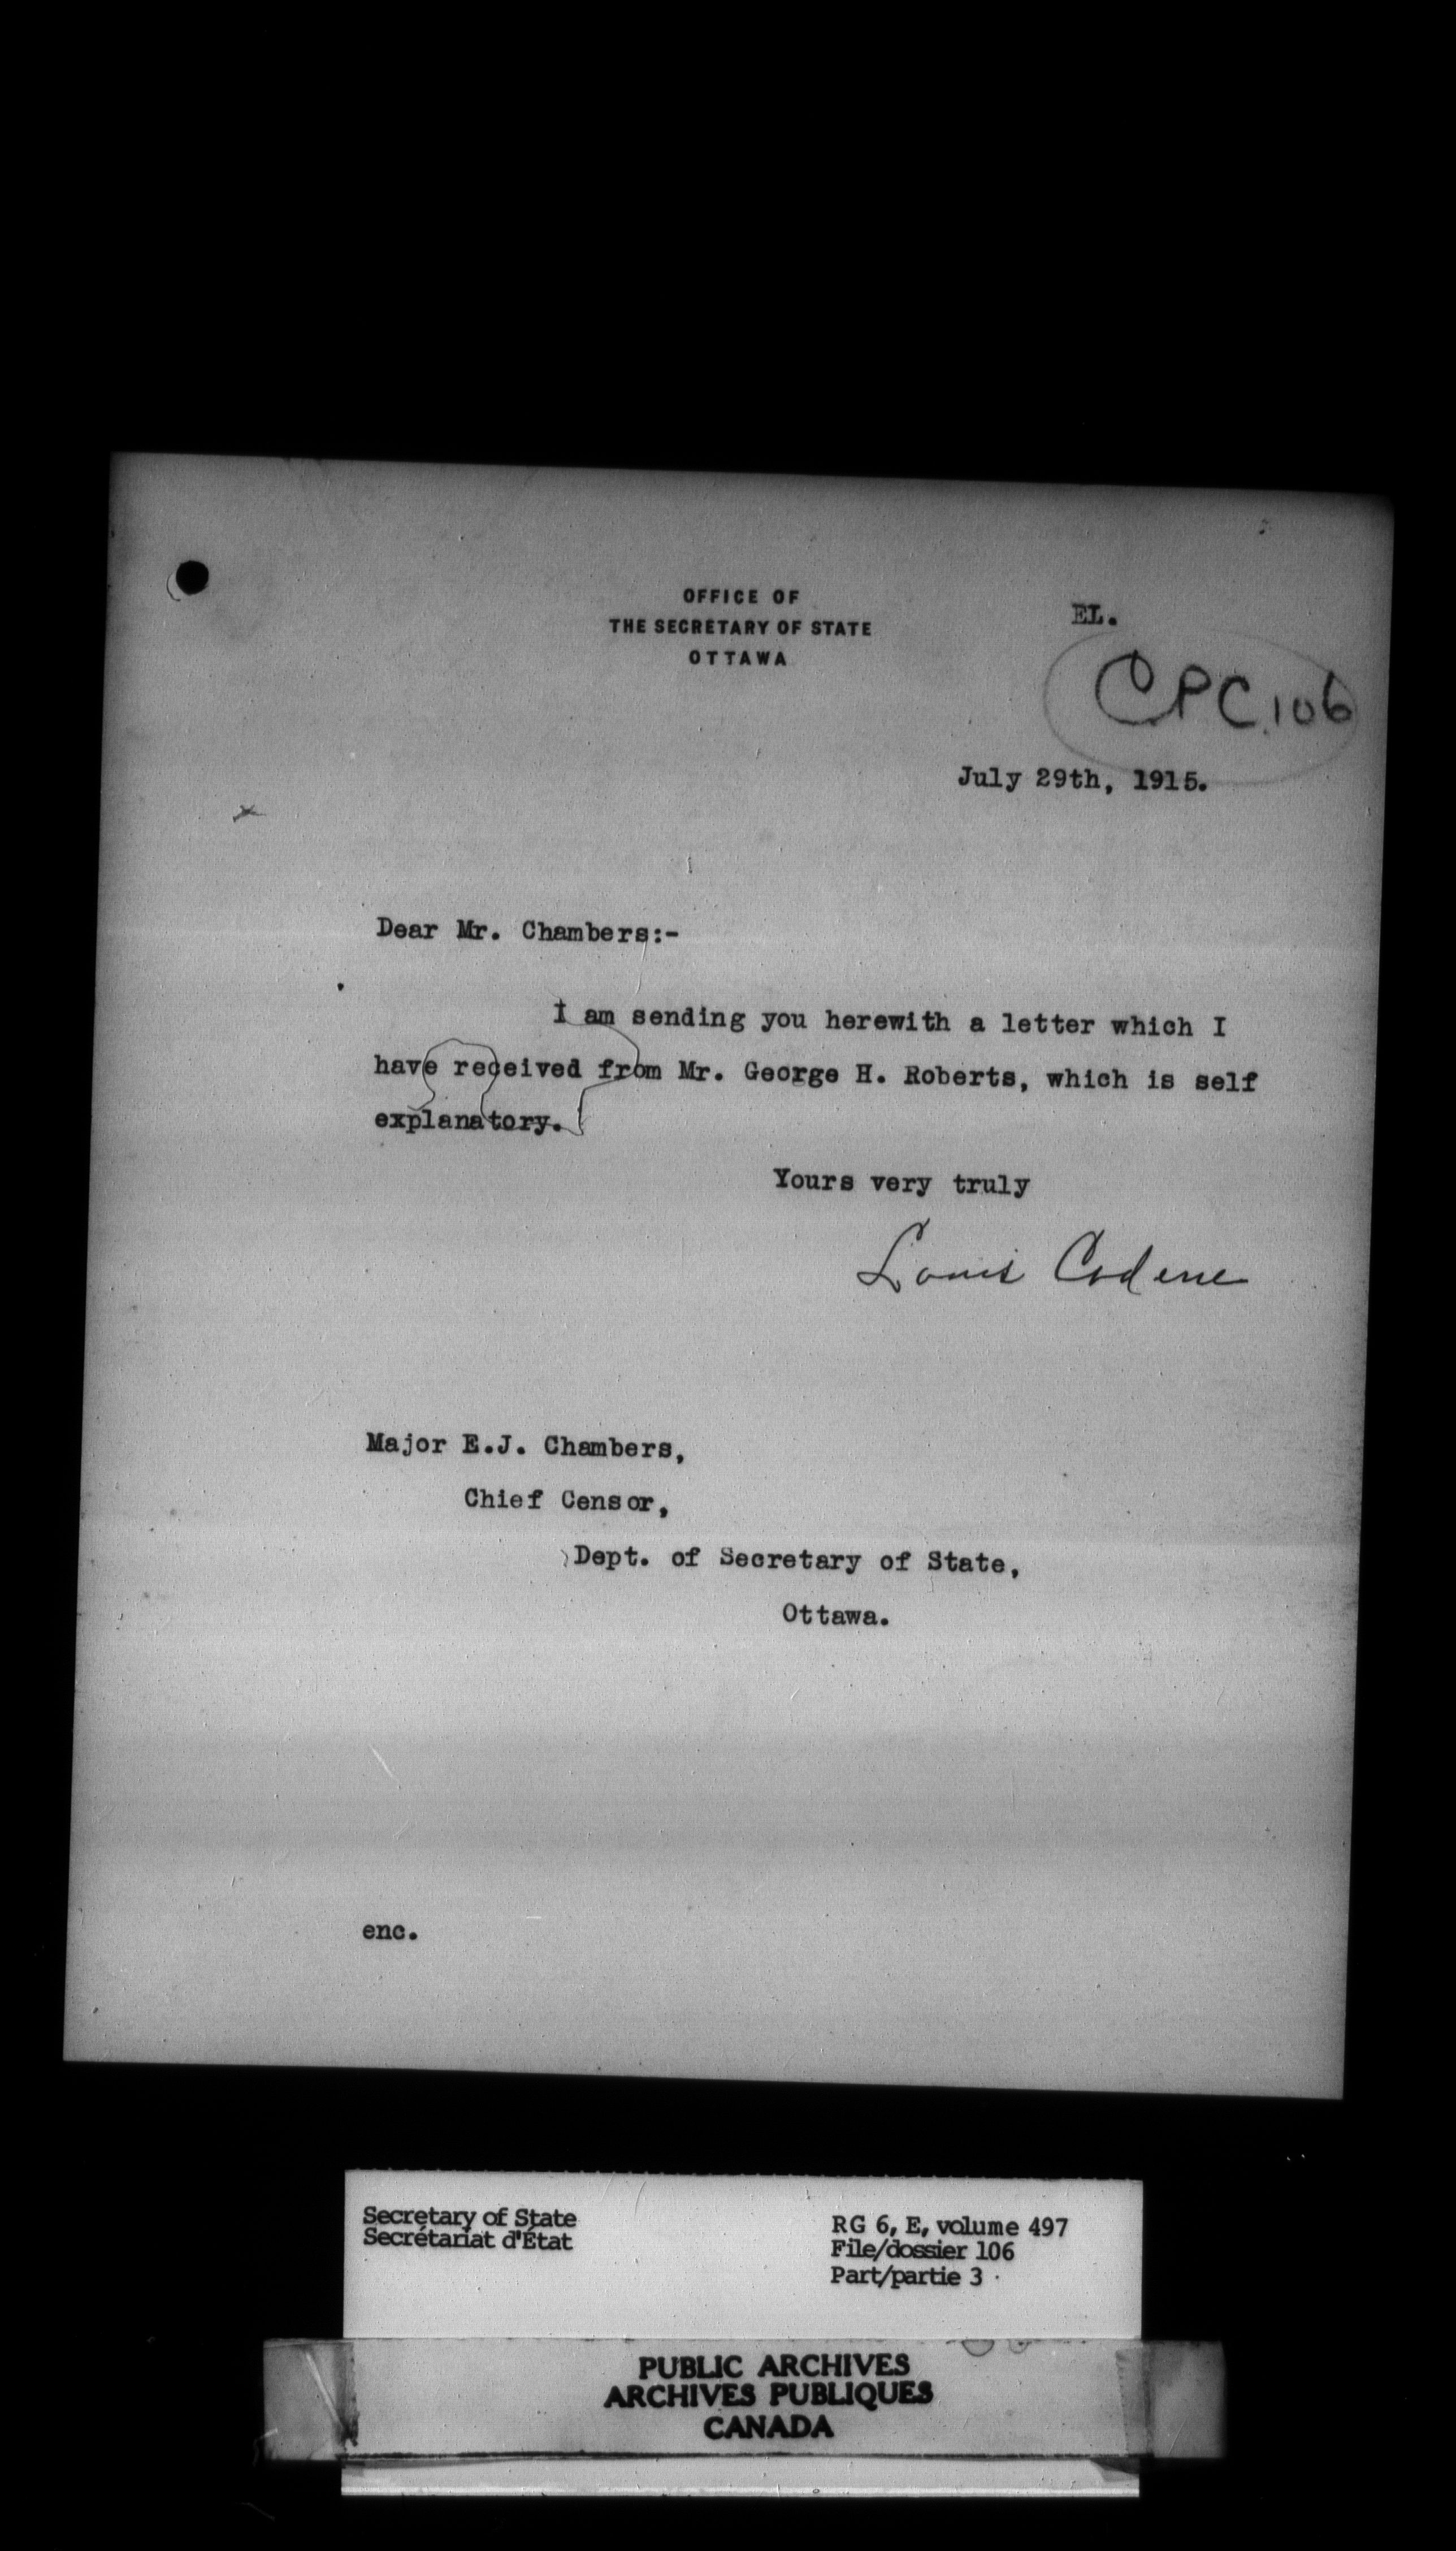 OFFICE OF
THE SECRETARY OF STATE
OTTAWA
EL.
CPC.106
July 29th, 1915.
Dear Mr. Chambers:-
I am sending you herewith a letter which I
have received from Mr. George H. Roberts, which is self
explanatory.
Yours very truly
Louis Coderre
Major E.J. Chambers,
Chief Censor,
Dept. of Secretary of State,
Ottawa.
enc.
Secretary of State
Secrétariat d'État
RG 6, E, volume 497
File/dossier 106
Part/partie 3
PUBLIC ARCHIVES
ARCHIVES PUBLIQUES
CANADA